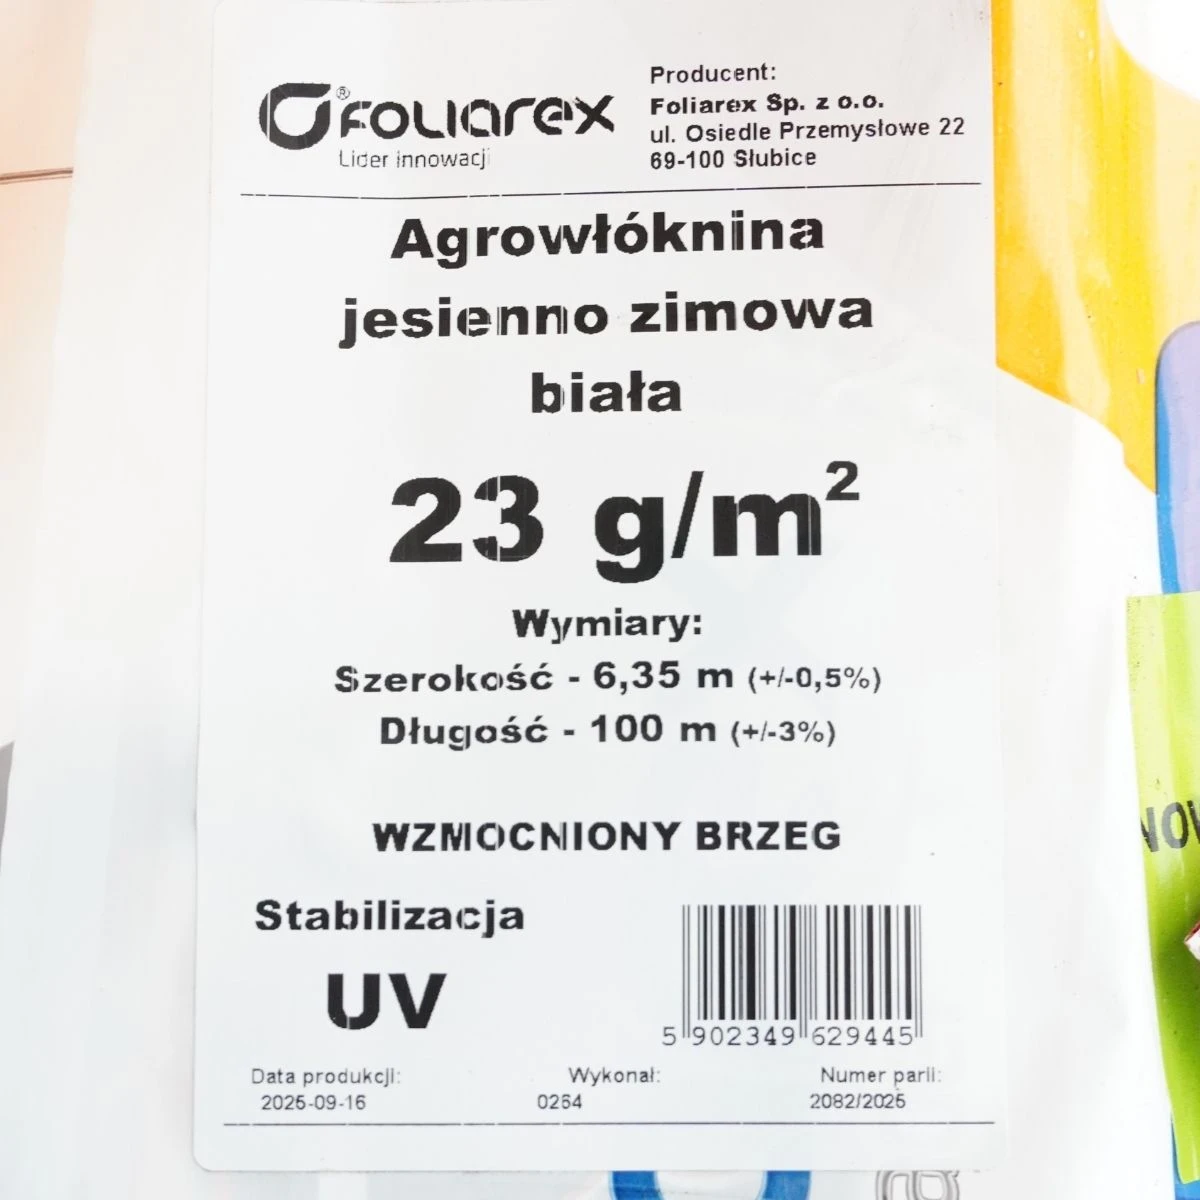 FOLIAREX®
Lider innowacji
Producent:
Foliarex Sp. z o.o.
ul. Osiedle Przemysłowe 22
69-100 Słubice
Agrowłóknina
jesienno zimowa
biała
23 g/m²
Wymiary:
Szerokość - 6,35 m (+/-0,5%)
Długość - 100 m (+/-3%)
WZMOCNIONY BRZEG
Stabilizacja
UV
5 902349 629445
Data produkcji: Wykonał: Numer parii:
2025-09-16 0264 2082/2025